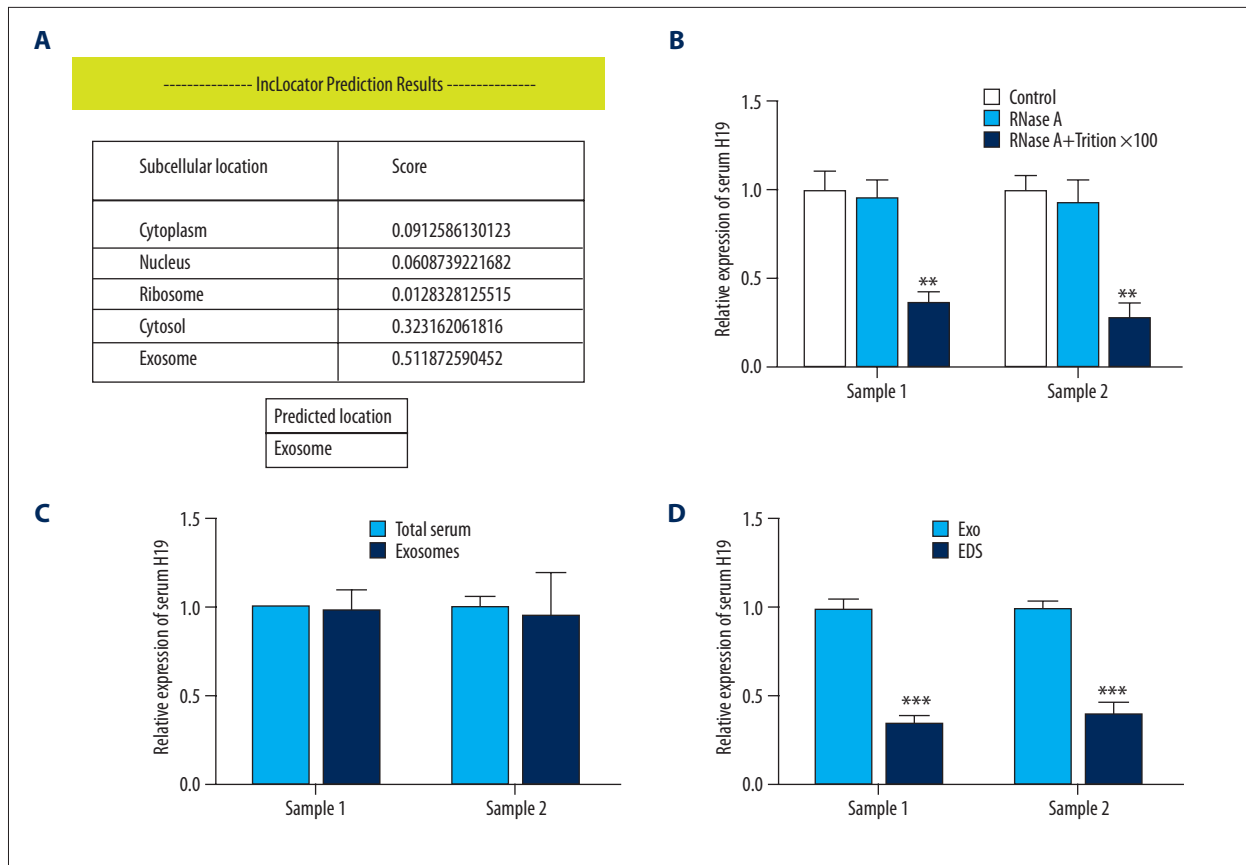 A
--------------- IncLocator Prediction Results ---------------
Subcellular location Score
Cytoplasm 0.0912586130123
Nucleus 0.0608739221682
Ribosome 0.0128328125515
Cytosol 0.323162061816
Exosome 0.511872590452
Predicted location
Exosome
B
Control
RNase A
RNase A+Trition ×100
Relative expression of serum H19
1.5
1.0
0.5
0.0
** **
Sample 1 Sample 2
C
Total serum
Exosomes
Relative expression of serum H19
1.5
1.0
0.5
0.0
Sample 1 Sample 2
D
Exo
EDS
Relative expression of serum H19
1.5
1.0
0.5
0.0
*** ***
Sample 1 Sample 2